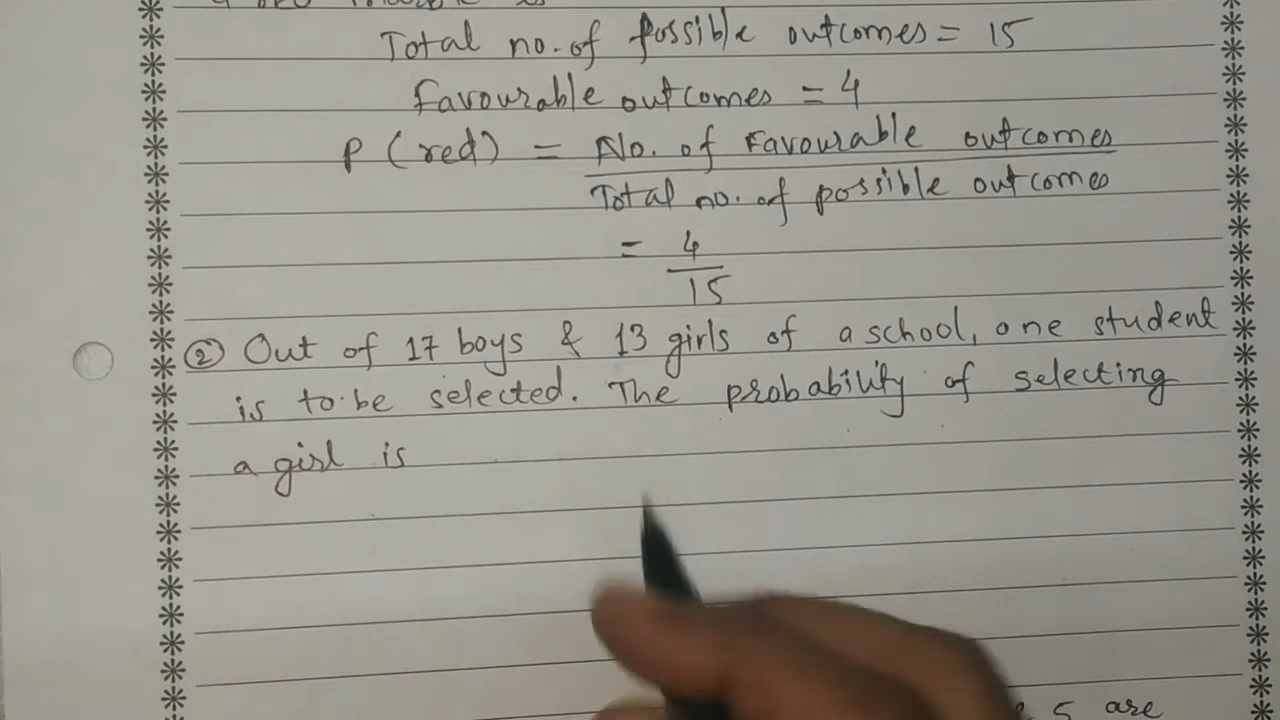 Total no. of possible outcomes = 15
Favourable outcomes = 4
P (red) = No. of Favourable outcomes
Total no. of possible outcomes
= 4
15
② Out of 17 boys & 13 girls of a school, one student
is to be selected. The probability of selecting
a girl is
5 are